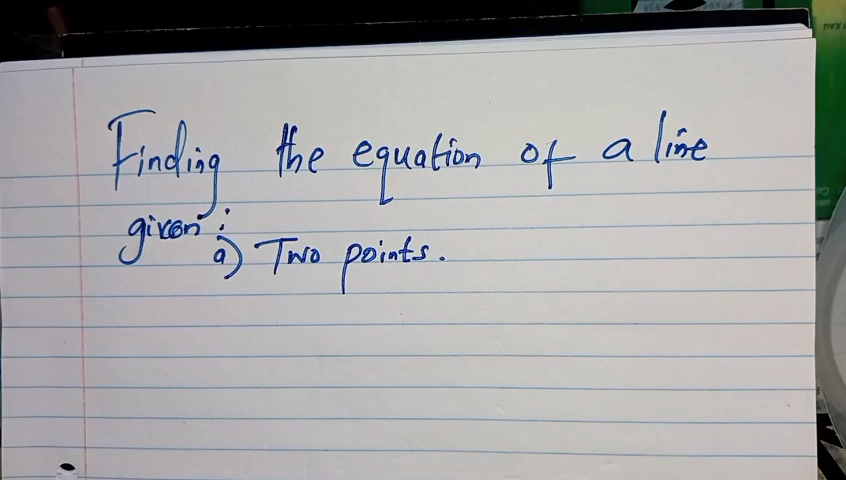 Finding the equation of a line
given :
a) Two points.